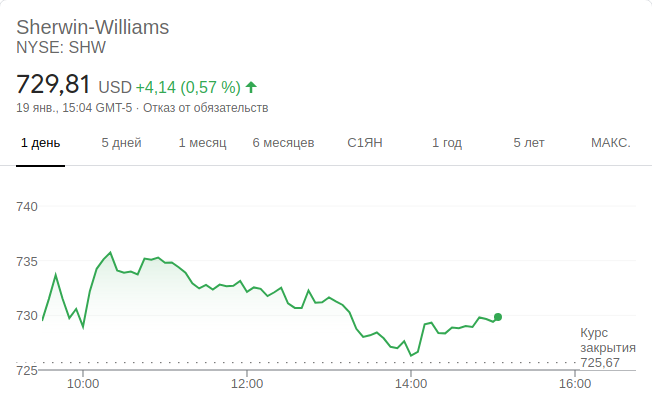 Sherwin-Williams
NYSE: SHW
729,81 USD +4,14 (0,57 %)
19 янв., 15:04 GMT-5 · Отказ от обязательств
1 день 5 дней 1 месяц 6 месяцев С1ЯН 1 год 5 лет МАКС.
740
735
730
725
Курс
закрытия
725,67
10:00 12:00 14:00 16:00